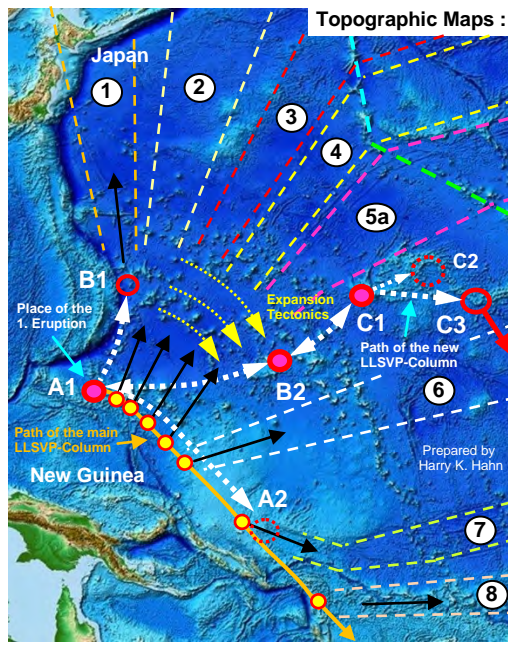 Topographic Maps :
Japan
1
2
3
4
5a
B1
C2
Place of the
1. Eruption
Expansion
Tectonics
C1
C3
A1
B2
Path of the new
LLSVP-Column
6
Path of the main
LLSVP-Column
Prepared by
Harry K. Hahn
New Guinea
A2
7
8